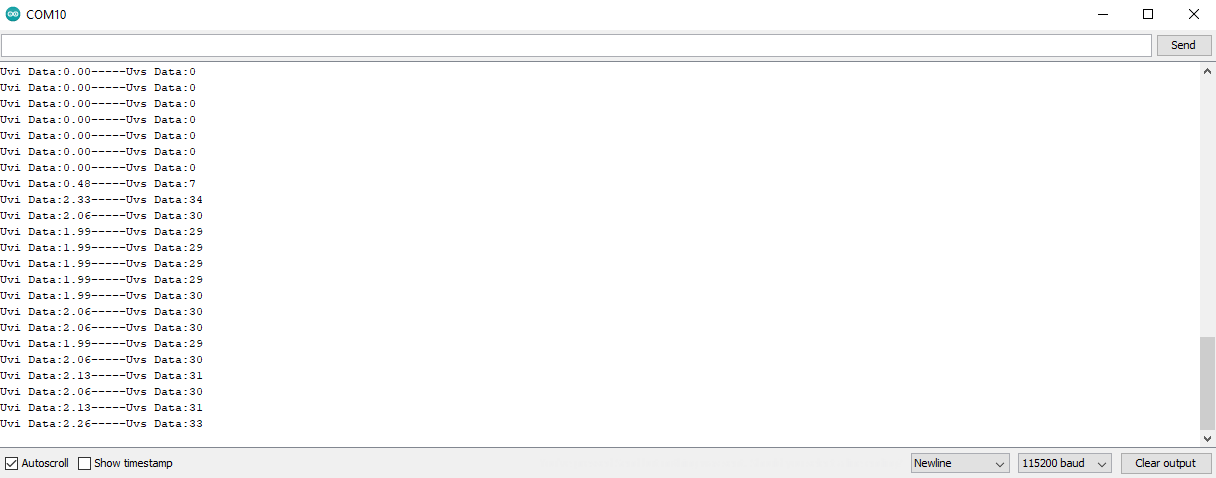 COM10
Send
Uvi Data:0.00-----Uvs Data:0
Uvi Data:0.00-----Uvs Data:0
Uvi Data:0.00-----Uvs Data:0
Uvi Data:0.00-----Uvs Data:0
Uvi Data:0.00-----Uvs Data:0
Uvi Data:0.00-----Uvs Data:0
Uvi Data:0.00-----Uvs Data:0
Uvi Data:0.48-----Uvs Data:7
Uvi Data:2.33-----Uvs Data:34
Uvi Data:2.06-----Uvs Data:30
Uvi Data:1.99-----Uvs Data:29
Uvi Data:1.99-----Uvs Data:29
Uvi Data:1.99-----Uvs Data:29
Uvi Data:1.99-----Uvs Data:29
Uvi Data:1.99-----Uvs Data:30
Uvi Data:2.06-----Uvs Data:30
Uvi Data:2.06-----Uvs Data:30
Uvi Data:1.99-----Uvs Data:29
Uvi Data:2.06-----Uvs Data:30
Uvi Data:2.13-----Uvs Data:31
Uvi Data:2.06-----Uvs Data:30
Uvi Data:2.13-----Uvs Data:31
Uvi Data:2.26-----Uvs Data:33
Autoscroll Show timestamp Newline 115200 baud Clear output